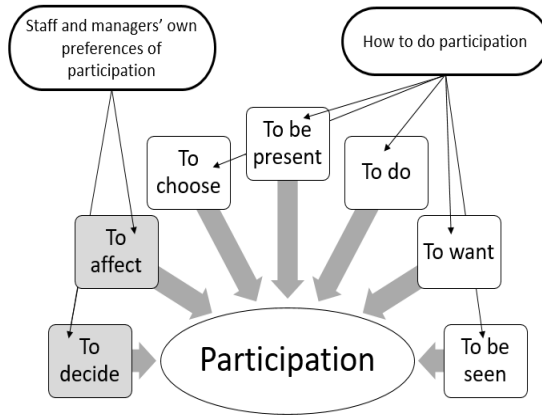 Staff and managers’ own
preferences of
participation
How to do participation
To be
present
To
choose
To do
To
affect
To want
To
decide
Participation
To be
seen